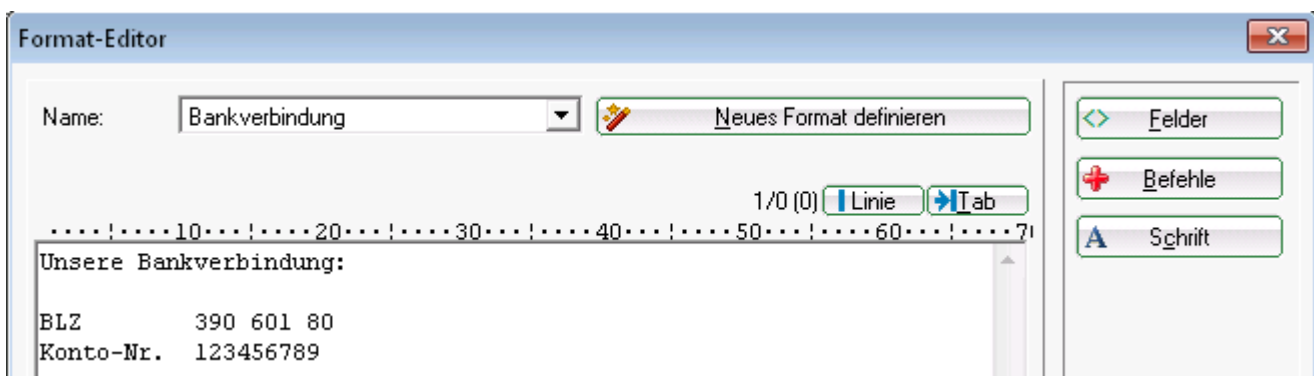 Format-Editor
Name: Bankverbindung Neues Format definieren
Felder
Befehle
1/0 (0) Linie Tab
Schrift
····¦····10···¦····20···¦····30···¦····40···¦····50···¦····60···¦····7
Unsere Bankverbindung:
BLZ 390 601 80
Konto-Nr. 123456789